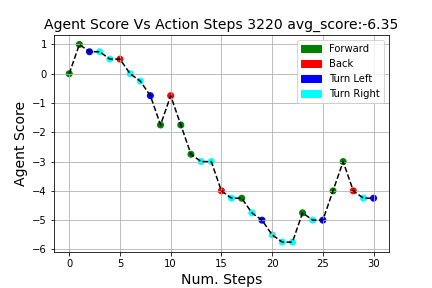 Agent Score Vs Action Steps 3220 avg_score:-6.35
Forward
Back
Turn Left
Turn Right
1
0
−1
−2
−3
−4
−5
−6
Agent Score
0 5 10 15 20 25 30
Num. Steps